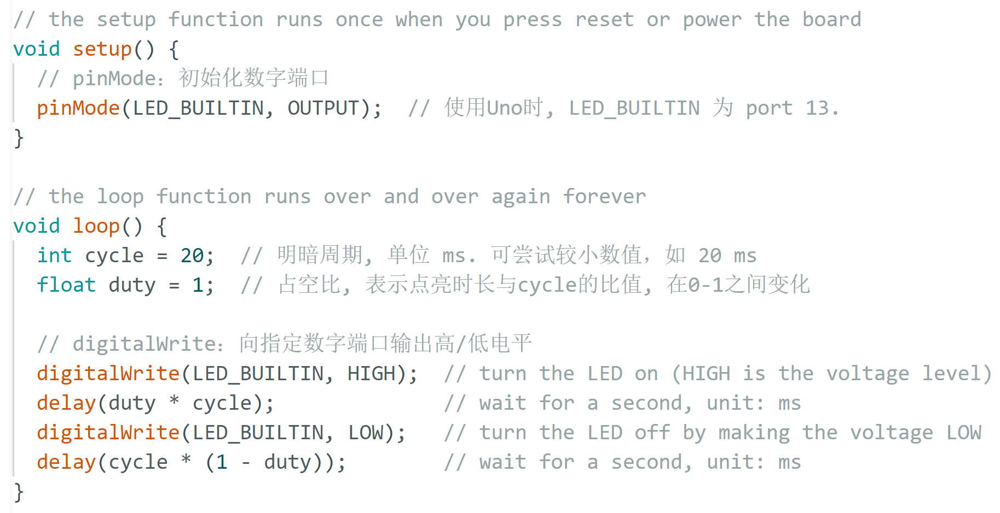 // the setup function runs once when you press reset or power the board
void setup() {
  // pinMode：初始化数字端口
  pinMode(LED_BUILTIN, OUTPUT);  // 使用Uno时, LED_BUILTIN 为 port 13.
}
// the loop function runs over and over again forever
void loop() {
  int cycle = 20;  // 明暗周期, 单位 ms. 可尝试较小数值，如 20 ms
  float duty = 1;  // 占空比, 表示点亮时长与cycle的比值, 在0-1之间变化
  // digitalWrite：向指定数字端口输出高/低电平
  digitalWrite(LED_BUILTIN, HIGH);  // turn the LED on (HIGH is the voltage level)
  delay(duty * cycle);              // wait for a second, unit: ms
  digitalWrite(LED_BUILTIN, LOW);   // turn the LED off by making the voltage LOW
  delay(cycle * (1 - duty));        // wait for a second, unit: ms
}